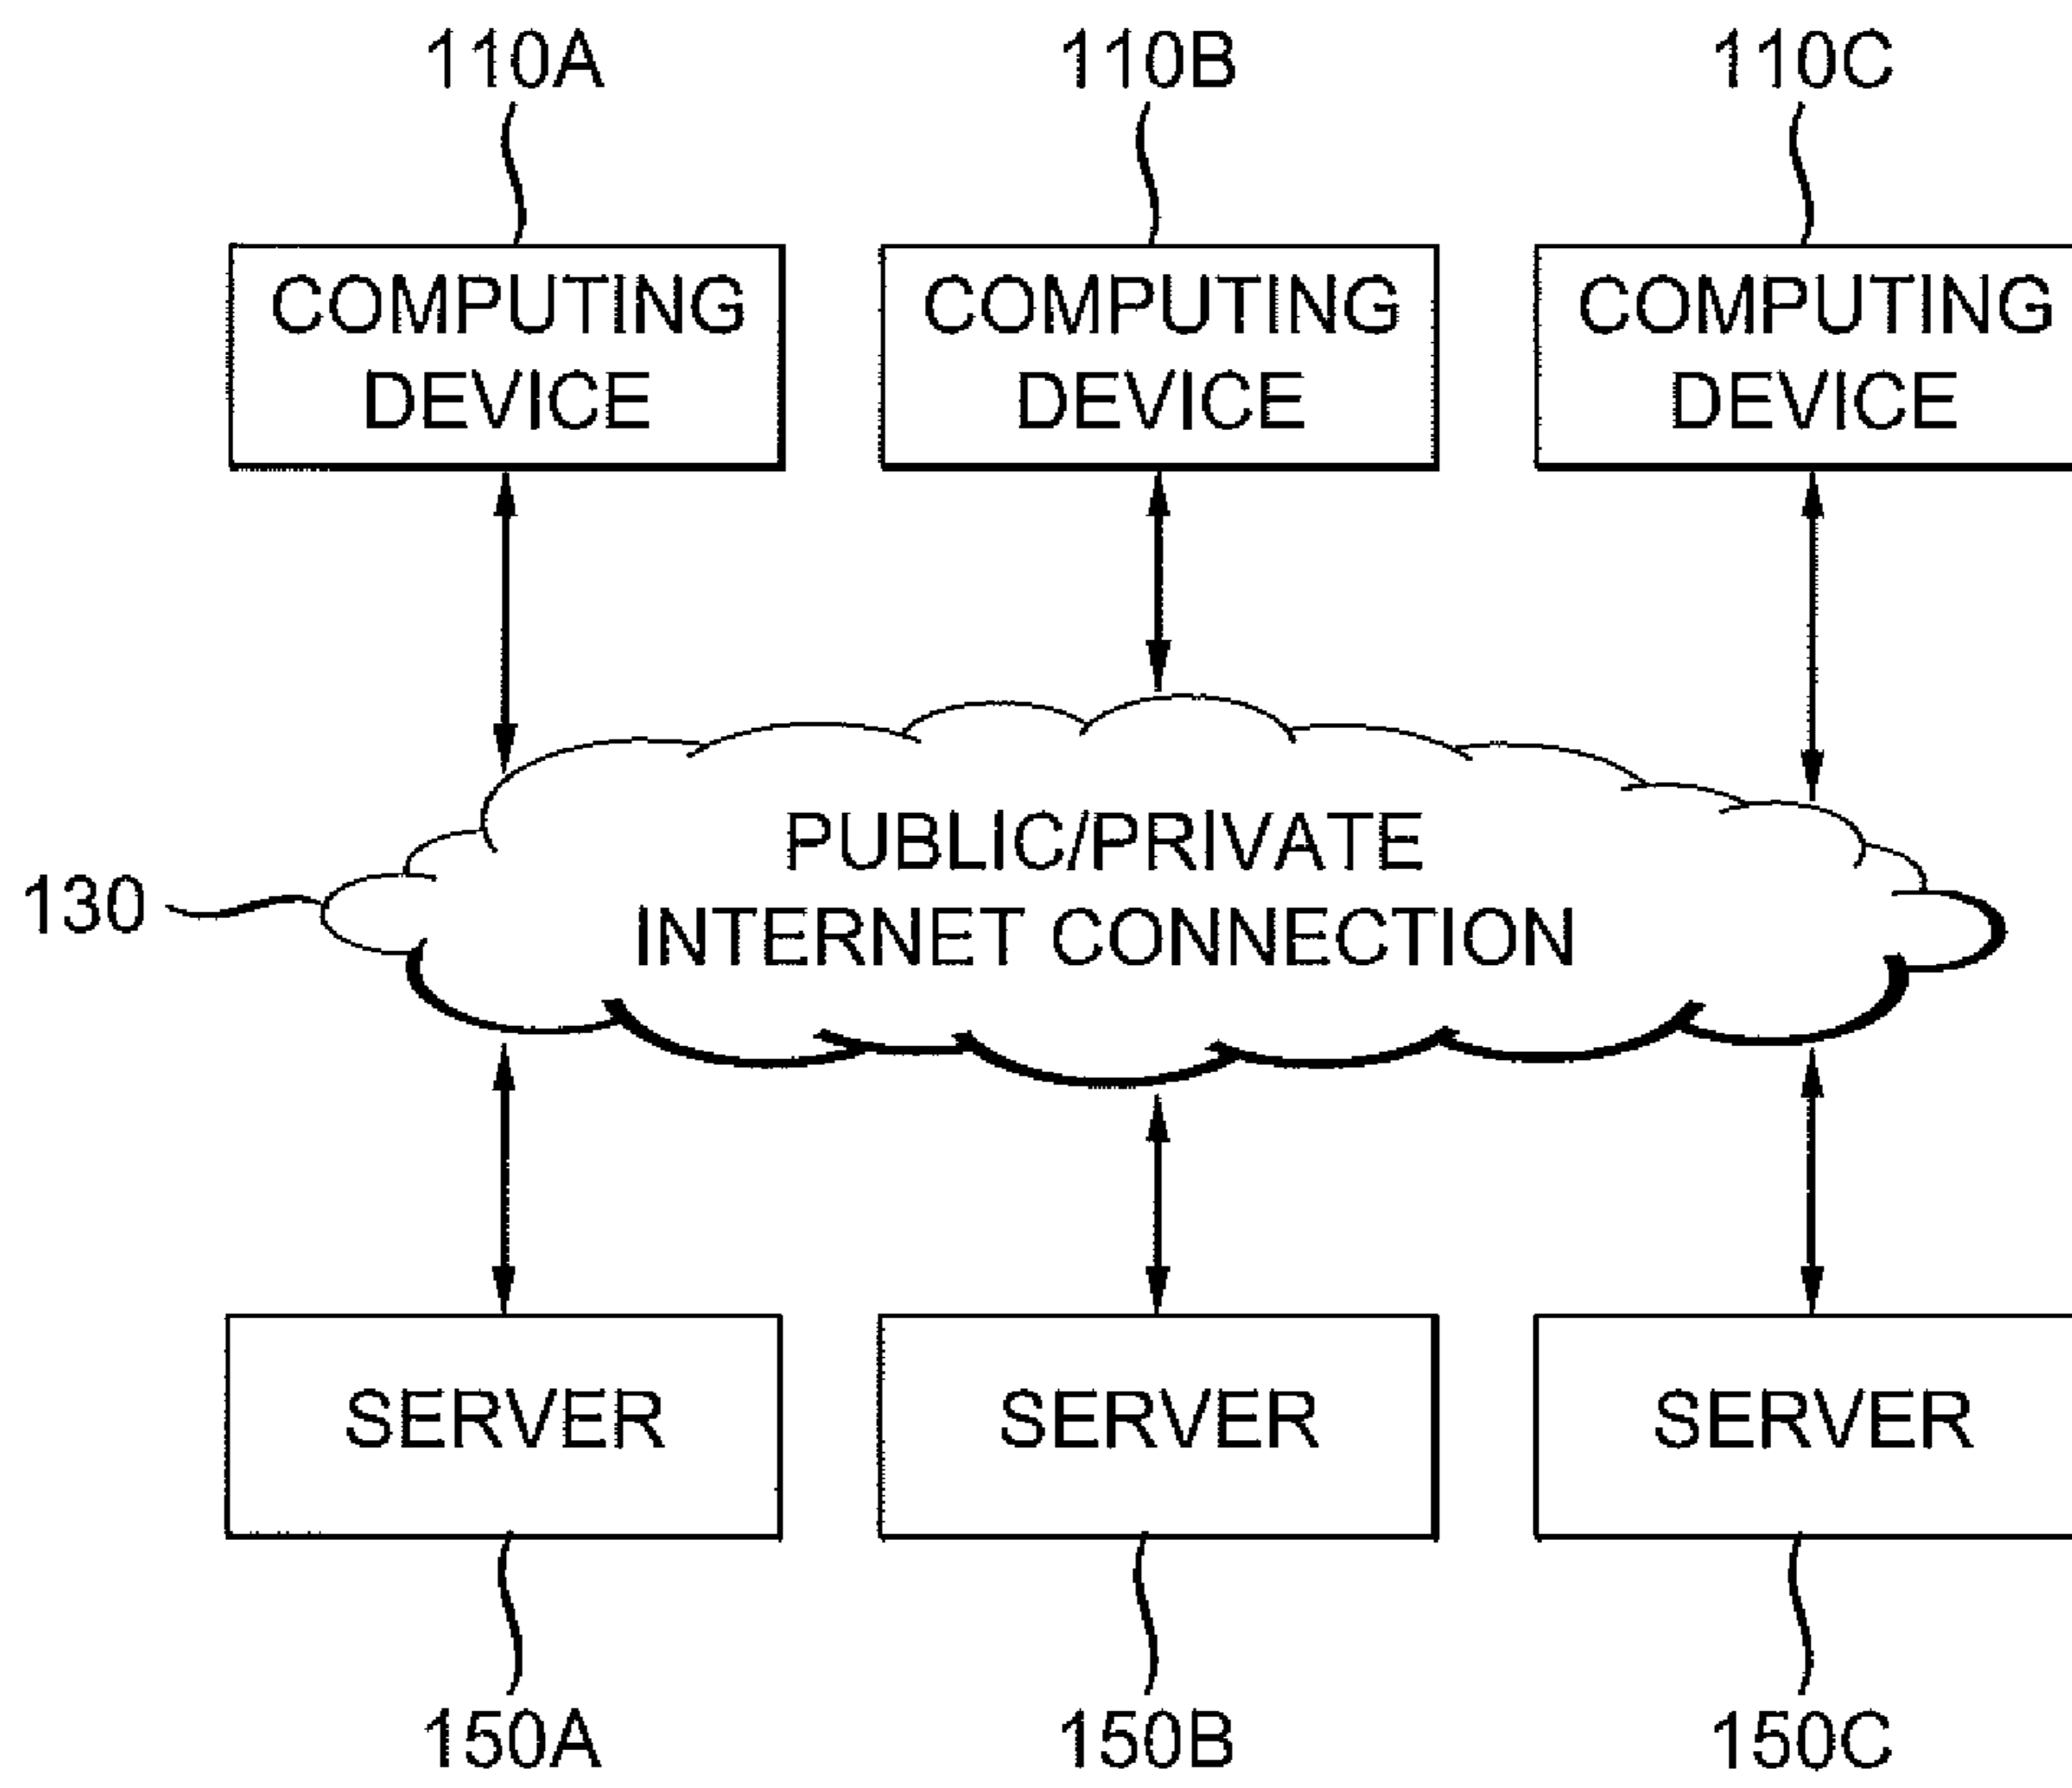 110A 110B 110C
COMPUTING DEVICE COMPUTING DEVICE COMPUTING DEVICE
PUBLIC/PRIVATE
INTERNET CONNECTION
130
SERVER SERVER SERVER
150A 150B 150C